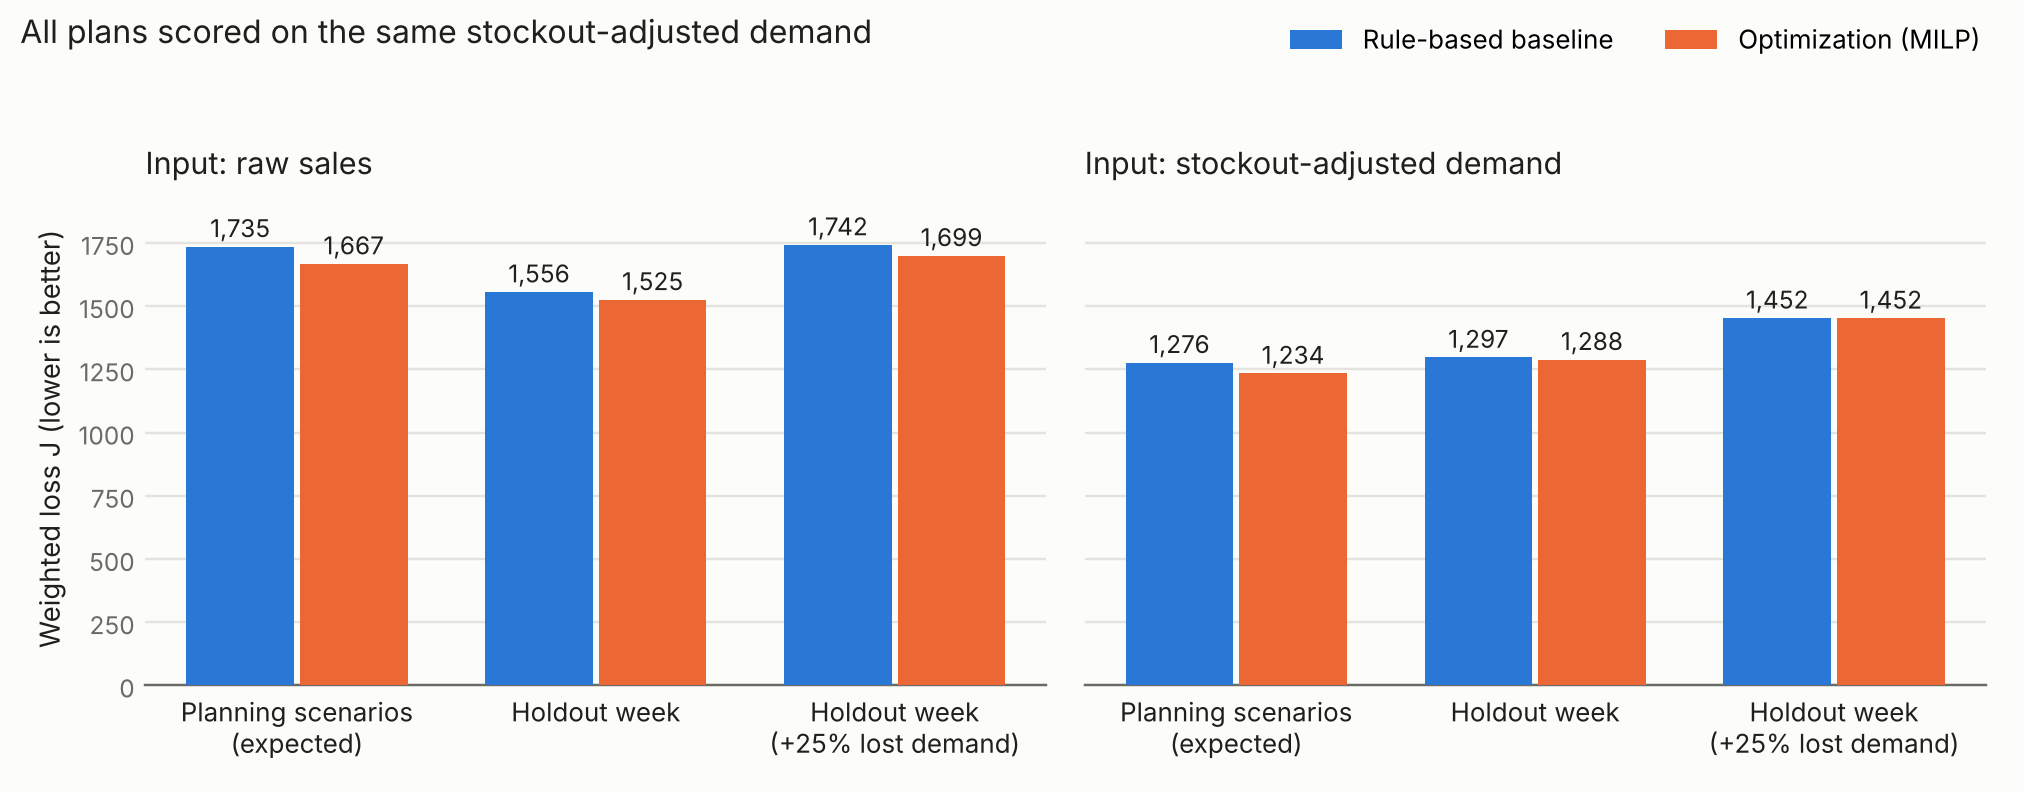 All plans scored on the same stockout-adjusted demand
Rule-based baseline
Optimization (MILP)
Input: raw sales
Input: stockout-adjusted demand
Weighted loss J (lower is better)
1750
1500
1250
1000
750
500
250
0
1,735
1,667
1,556
1,525
1,742
1,699
1,276
1,234
1,297
1,288
1,452
1,452
Planning scenarios
(expected)
Holdout week
Holdout week
(+25% lost demand)
Planning scenarios
(expected)
Holdout week
Holdout week
(+25% lost demand)